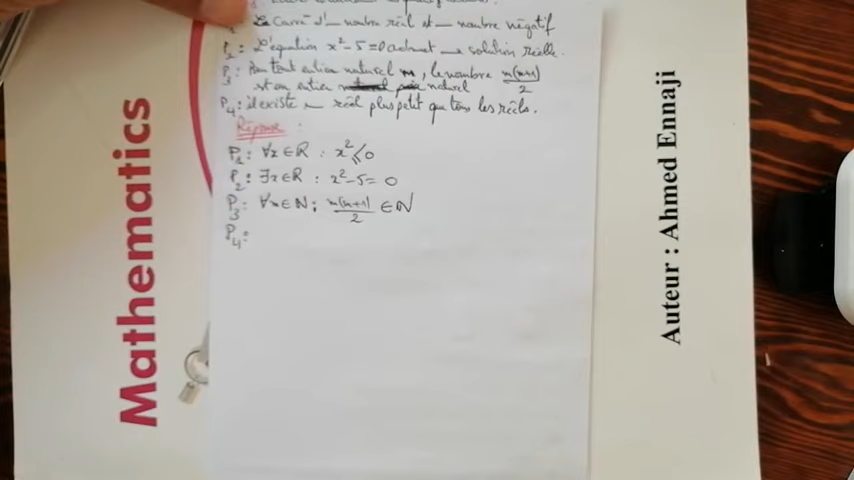 Le Carré d'un nombre réel est un nombre négatif
P2 : L'équation x²-5=0 admet une solution réelle.
P3 : Pour tout entier naturel n, le nombre n(n+1)/2
est un entier naturel
P4 : il existe un réel plus petit que tous les réels.
Réponse :
P1 : ∀x∈R : x²⩽0
P2 : ∃x∈R : x²-5=0
P3 : ∀n∈N ; n(n+1)/2 ∈ N
P4 :
Mathematics
Auteur : Ahmed Ennaji